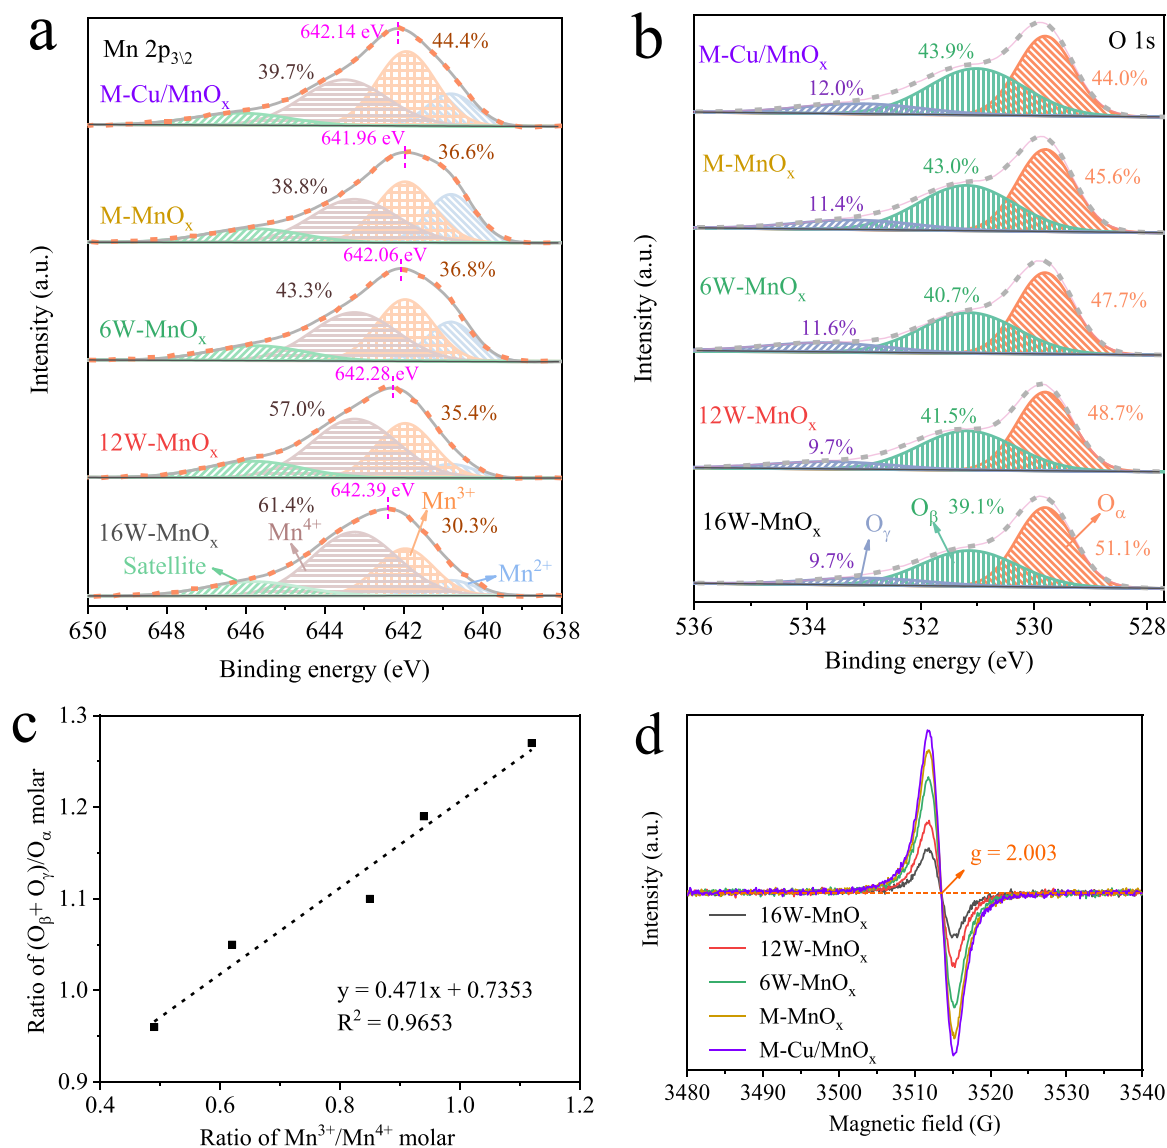 a
Mn 2p3\2
642.14 eV
44.4%
39.7%
M-Cu/MnOx
641.96 eV
36.6%
38.8%
M-MnOx
642.06 eV
36.8%
43.3%
6W-MnOx
642.28 eV
57.0%
35.4%
12W-MnOx
642.39 eV
61.4%
Mn3+
30.3%
16W-MnOx
Mn4+
Satellite
Mn2+
650 648 646 644 642 640 638
Binding energy (eV)
Intensity (a.u.)
b
O 1s
M-Cu/MnOx
43.9%
44.0%
12.0%
M-MnOx
43.0%
45.6%
11.4%
6W-MnOx
40.7%
47.7%
11.6%
12W-MnOx
41.5%
48.7%
9.7%
16W-MnOx
Oγ
Oβ
39.1%
Oα
51.1%
9.7%
536 534 532 530 528
Binding energy (eV)
Intensity (a.u.)
c
1.3
1.2
1.1
1.0
0.9
y = 0.471x + 0.7353
R2 = 0.9653
0.4 0.6 0.8 1.0 1.2
Ratio of Mn3+/Mn4+ molar
Ratio of (Oβ+ Oγ)/Oα molar
d
g = 2.003
16W-MnOx
12W-MnOx
6W-MnOx
M-MnOx
M-Cu/MnOx
3480 3490 3500 3510 3520 3530 3540
Magnetic field (G)
Intensity (a.u.)